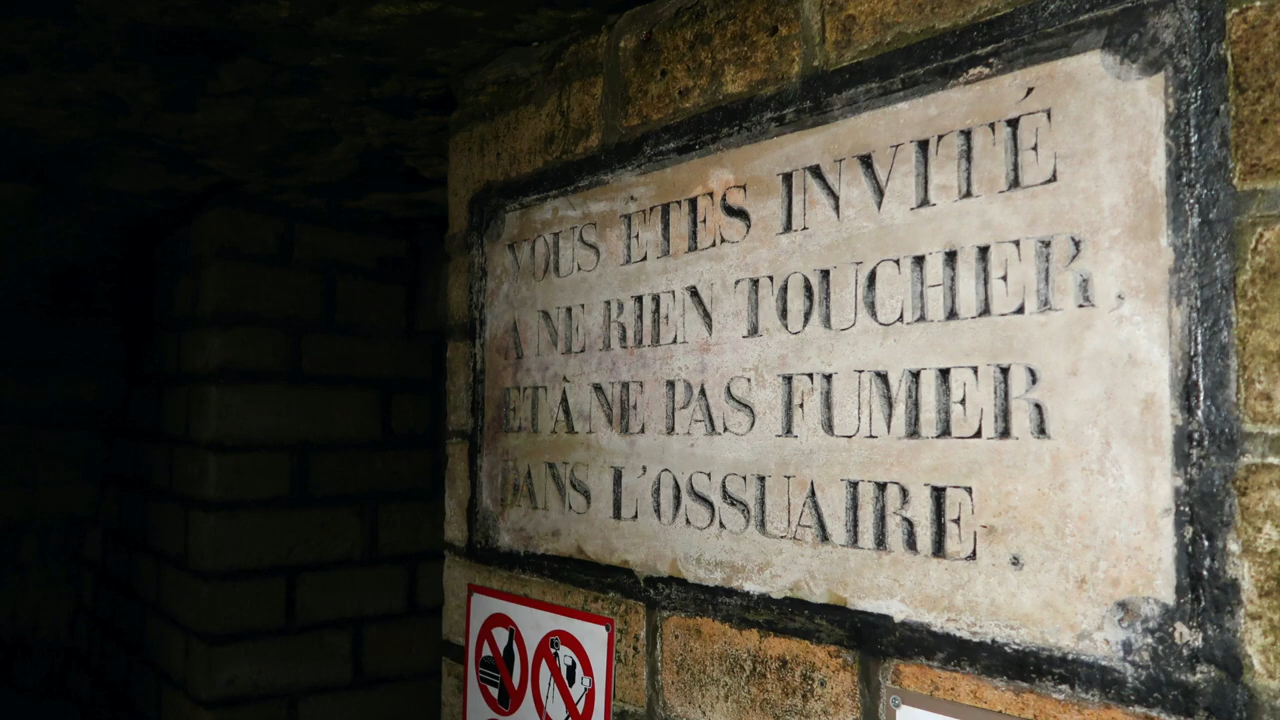 VOUS ÊTES INVITÉ
A NE RIEN TOUCHER,
ET À NE PAS FUMER
DANS L'OSSUAIRE.